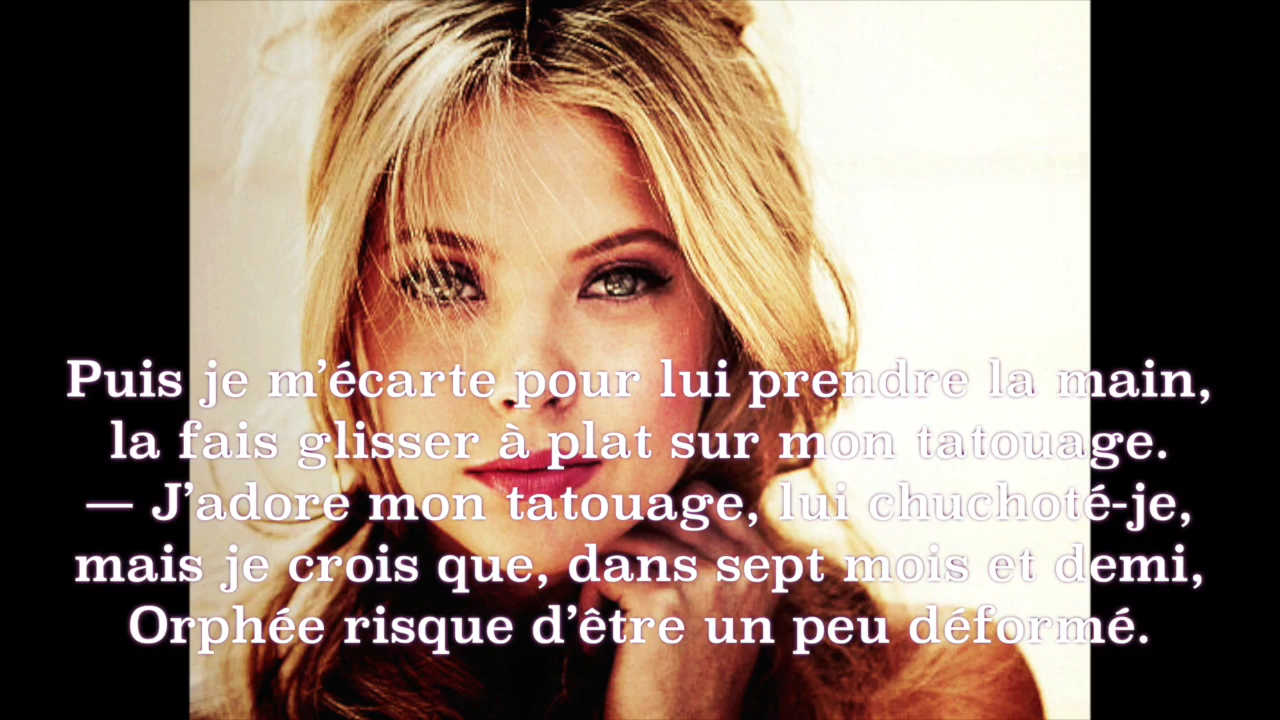 Puis je m’écarte pour lui prendre la main,
la fais glisser à plat sur mon tatouage.
— J’adore mon tatouage, lui chuchoté-je,
mais je crois que, dans sept mois et demi,
Orphée risque d’être un peu déformé.